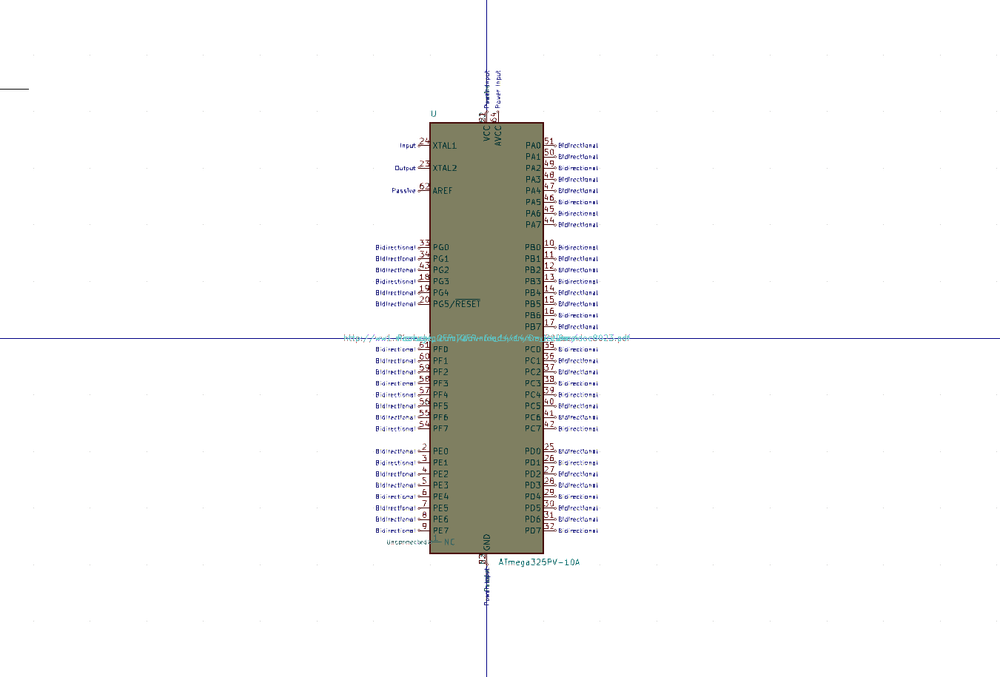 Power Input
U
VCC
64 AVCC
Input 24 XTAL1
51 Bidirectional
PA0
50 Bidirectional
PA1
Output 23 XTAL2
49 Bidirectional
PA2
48 Bidirectional
PA3
Passive 62 AREF
47 Bidirectional
PA4
46 Bidirectional
PA5
45 Bidirectional
PA6
44 Bidirectional
PA7
Bidirectional 33 PG0
PB0 10 Bidirectional
Bidirectional 34 PG1
PB1 11 Bidirectional
Bidirectional 43 PG2
PB2 12 Bidirectional
Bidirectional 18 PG3
PB3 13 Bidirectional
Bidirectional 19 PG4
PB4 14 Bidirectional
Bidirectional 20 PG5/RESET
PB5 15 Bidirectional
PB6 16 Bidirectional
PB7 17 Bidirectional
Bidirectional 61 PF0
PC0 35 Bidirectional
Bidirectional 60 PF1
PC1 36 Bidirectional
Bidirectional 59 PF2
PC2 37 Bidirectional
Bidirectional 58 PF3
PC3 38 Bidirectional
Bidirectional 57 PF4
PC4 39 Bidirectional
Bidirectional 56 PF5
PC5 40 Bidirectional
Bidirectional 55 PF6
PC6 41 Bidirectional
Bidirectional 54 PF7
PC7 42 Bidirectional
Bidirectional 2 PE0
PD0 25 Bidirectional
Bidirectional 3 PE1
PD1 26 Bidirectional
Bidirectional 4 PE2
PD2 27 Bidirectional
Bidirectional 5 PE3
PD3 28 Bidirectional
Bidirectional 6 PE4
PD4 29 Bidirectional
Bidirectional 7 PE5
PD5 30 Bidirectional
Bidirectional 8 PE6
PD6 31 Bidirectional
Bidirectional 9 PE7
PD7 32 Bidirectional
Unconnected 1 NC
GND
ATmega325PV-10A